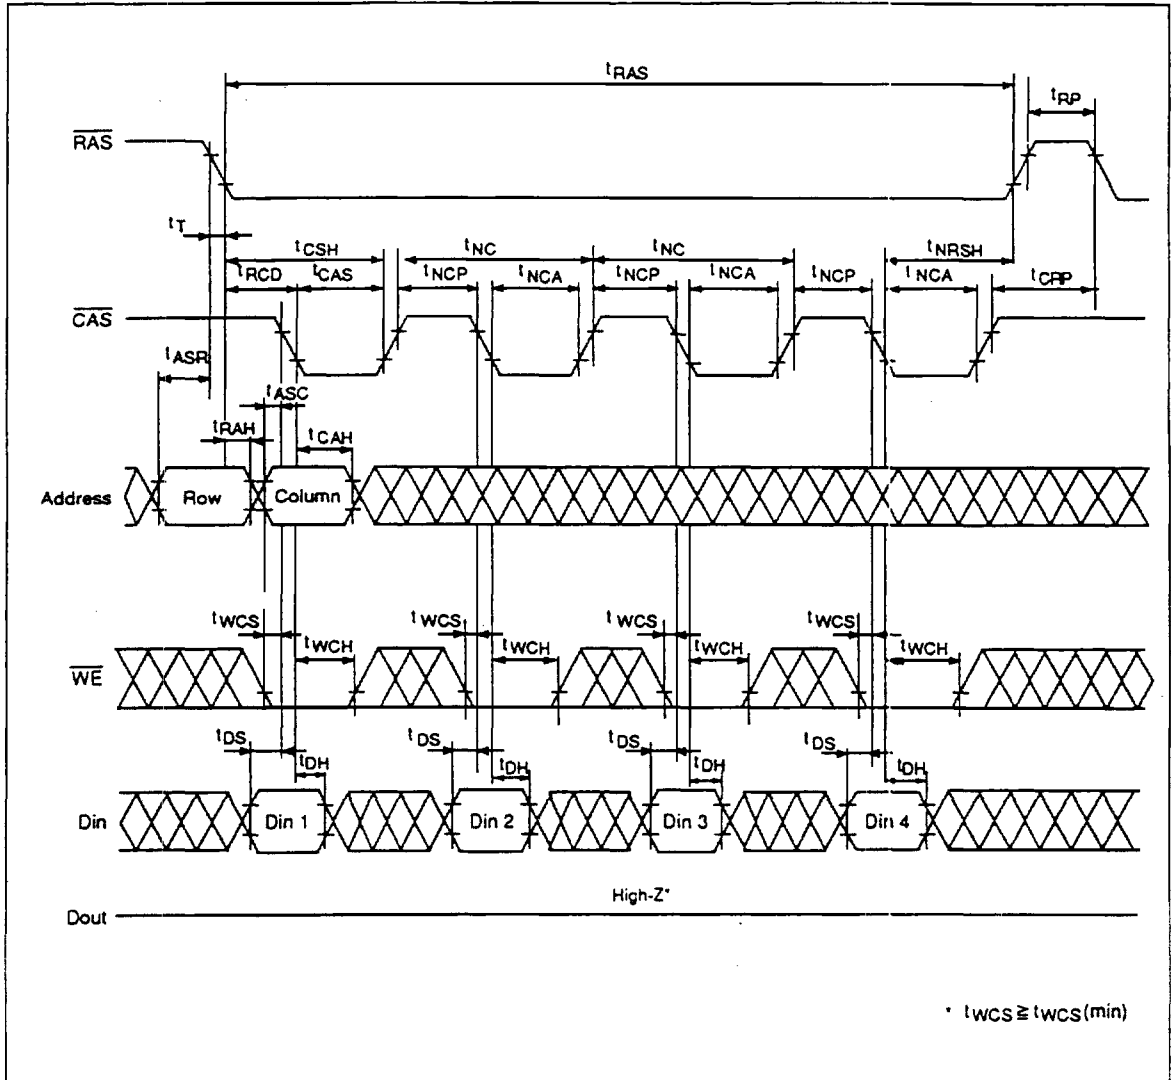 tRAS
tRP
RAS
tT
tCSH tNC tNC tNRSH
tRCD tCAS tNCP tNCA tNCP tNCA tNCP tNCA tCRP
CAS
tASR
tASC
tRAH tCAH
Address Row Column
tWCS tWCS tWCS tWCS
tWCH tWCH tWCH tWCH
WE
tDS tDS tDS tDS
tDH tDH tDH tDH
Din Din 1 Din 2 Din 3 Din 4
High-Z*
Dout
* tWCS ≧ tWCS(min)